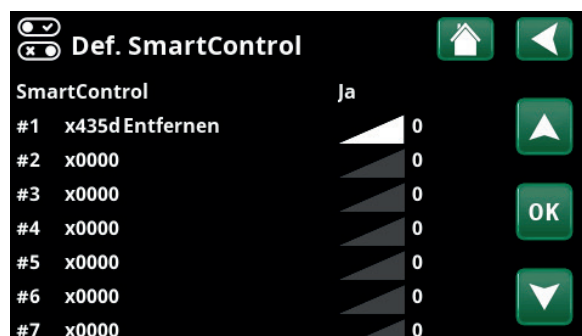 Def. SmartControl
SmartControl Ja
#1 x435d Entfernen 0
#2 x0000 0
#3 x0000 0
#4 x0000 0
OK
#5 x0000 0
#6 x0000 0
#7 x0000 0